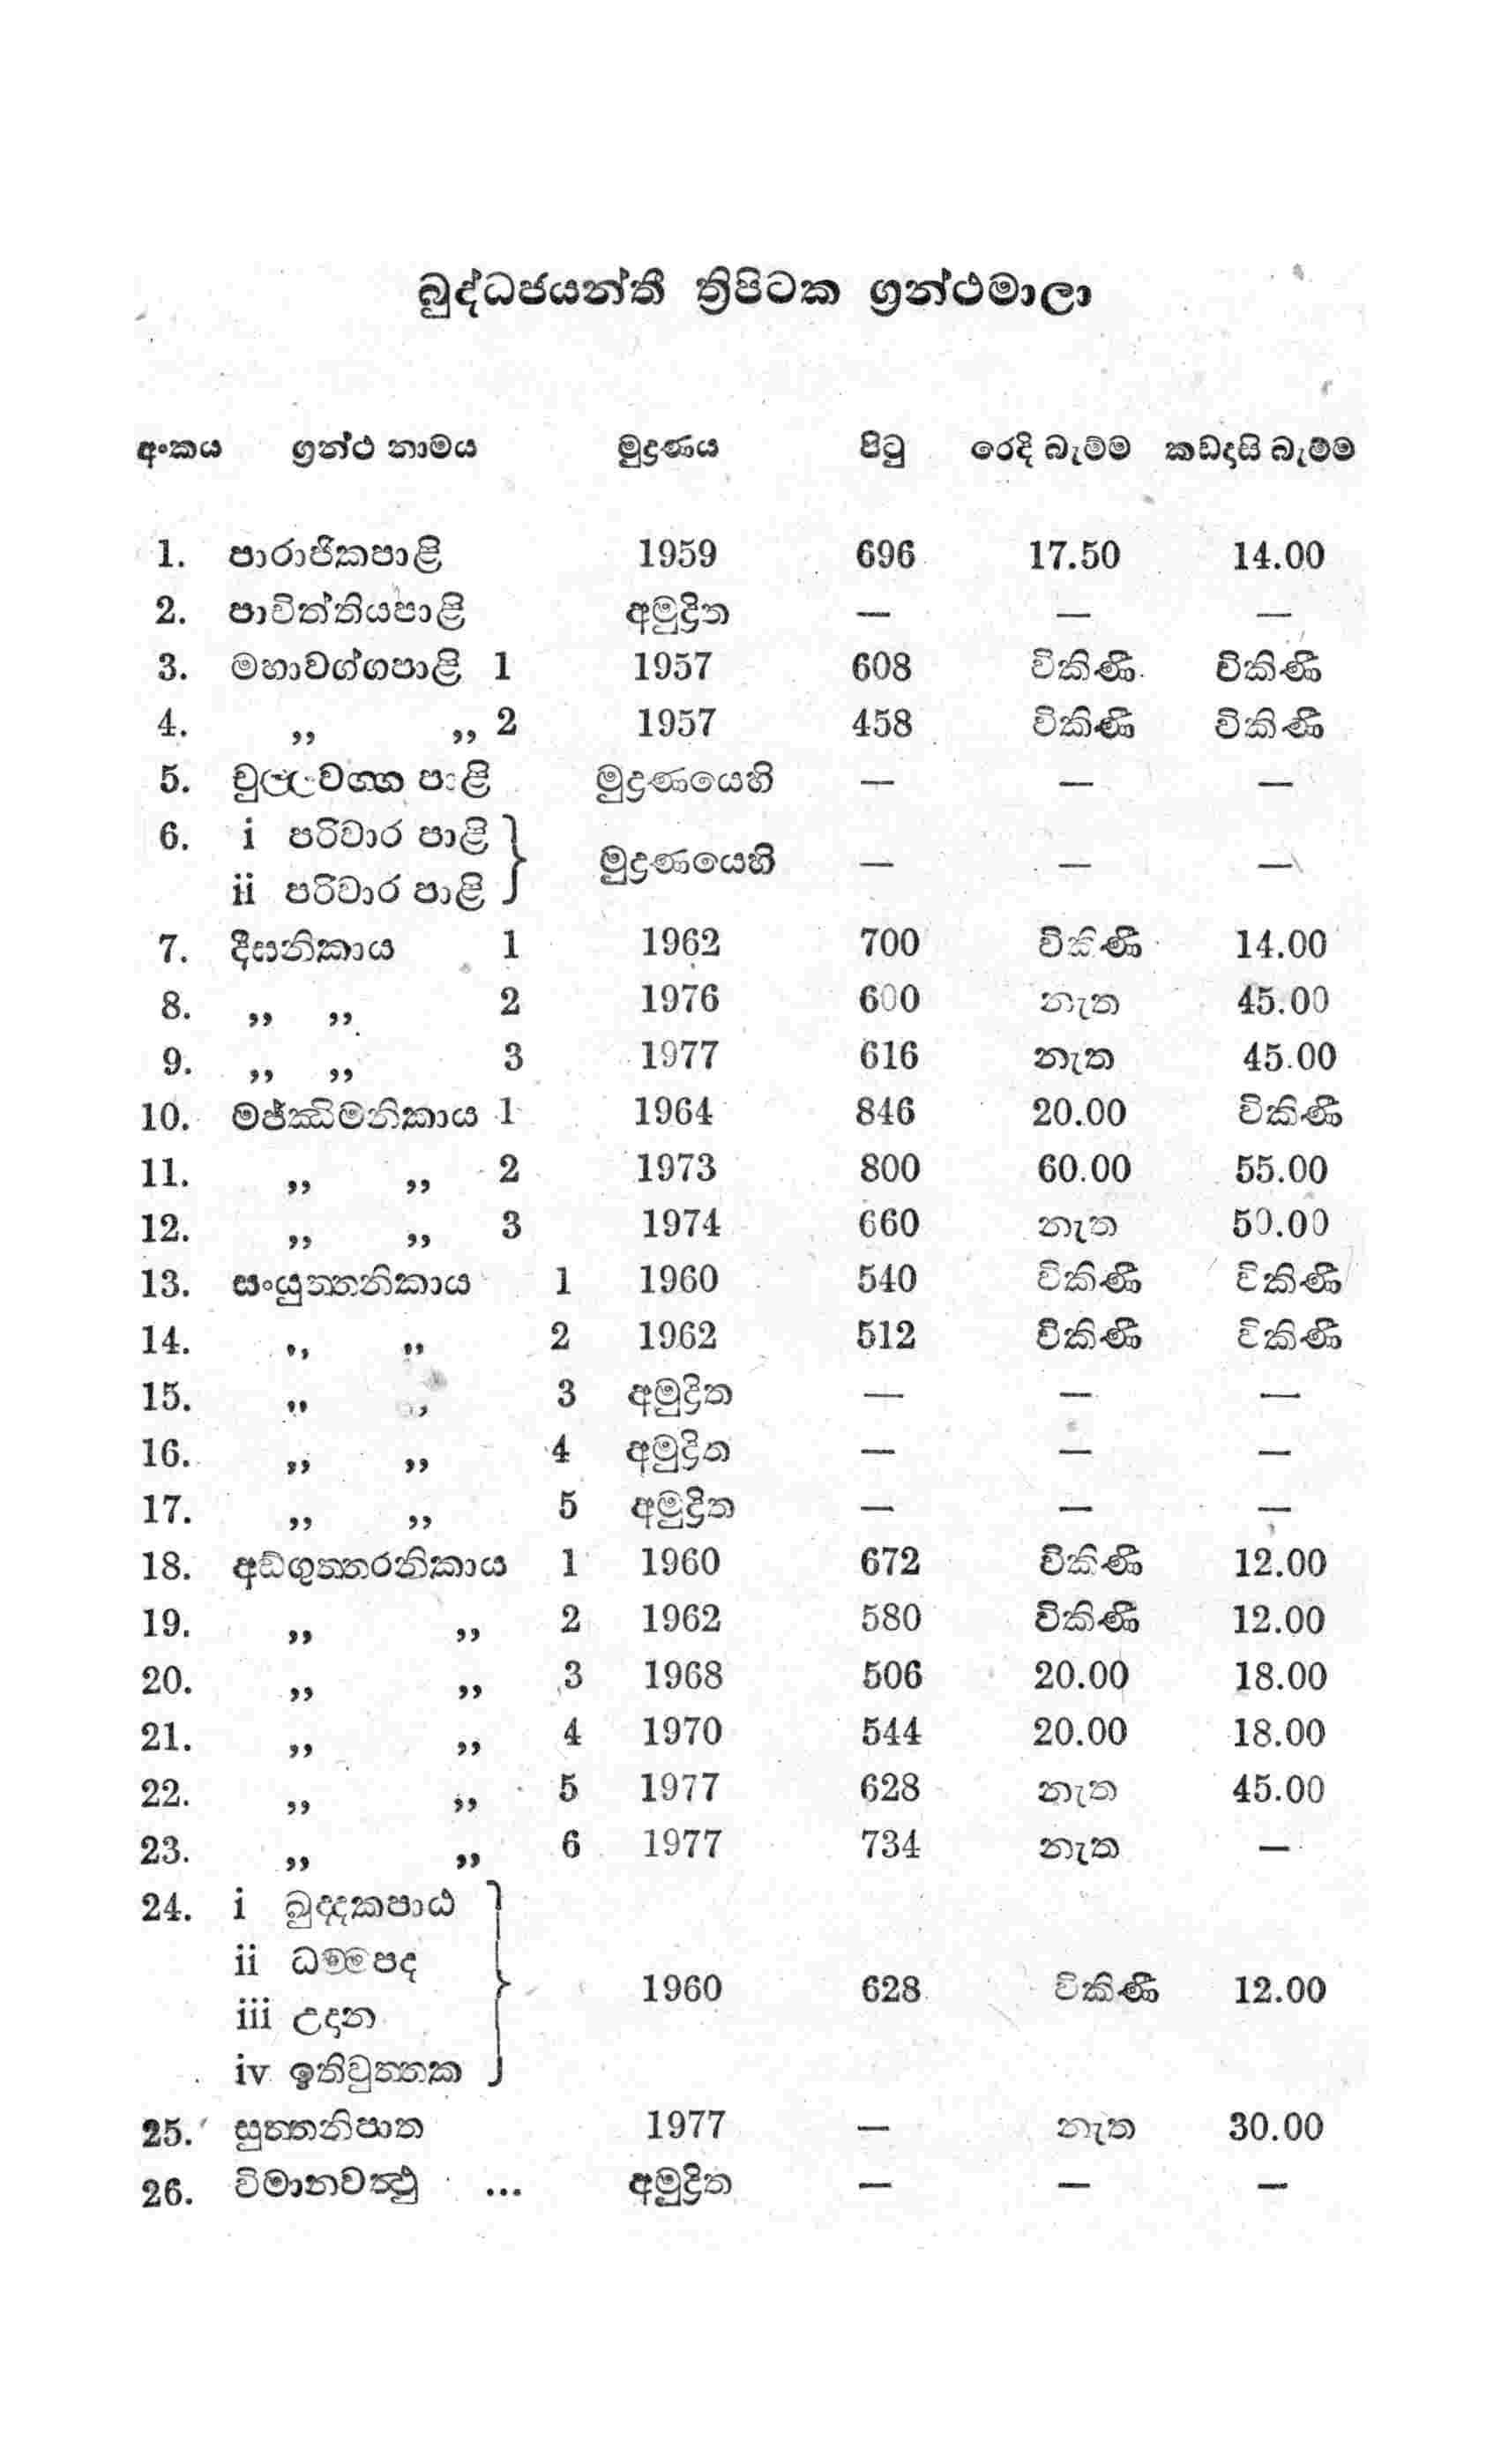 බුද්ධජයන්තී ත්‍රිපිටක ග්‍රන්ථමාලා
අංකය ග්‍රන්ථ නාමය මුද්‍රණය පිටු රෙදි බැම්ම කඩදාසි බැම්ම
1. පාරාජිකපාළි 1959 696 17.50 14.00
2. පාචිත්තියපාළි අමුද්‍රිත — — —
3. මහාවග්ගපාළි 1 1957 608 විකිණී විකිණී
4. ,, ,, 2 1957 458 විකිණී විකිණී
5. චුල්ලවග්ග පාළි මුද්‍රණයෙහි — — —
6. i පරිවාර පාළි
මුද්‍රණයෙහි — — —
ii පරිවාර පාළි
7. දීඝනිකාය 1 1962 700 විකිණී 14.00
8. ,, ,, 2 1976 600 නැත 45.00
9. ,, ,, 3 1977 616 නැත 45.00
10. මජ්ඣිමනිකාය 1 1964 846 20.00 විකිණී
11. ,, ,, 2 1973 800 60.00 55.00
12. ,, ,, 3 1974 660 නැත 50.00
13. සංයුත්තනිකාය 1 1960 540 විකිණී විකිණී
14. ,, ,, 2 1962 512 විකිණී විකිණී
15. ,, ,, 3 අමුද්‍රිත — — —
16. ,, ,, 4 අමුද්‍රිත — — —
17. ,, ,, 5 අමුද්‍රිත — — —
18. අඞ්ගුත්තරනිකාය 1 1960 672 විකිණී 12.00
19. ,, ,, 2 1962 580 විකිණී 12.00
20. ,, ,, 3 1968 506 20.00 18.00
21. ,, ,, 4 1970 544 20.00 18.00
22. ,, ,, 5 1977 628 නැත 45.00
23. ,, ,, 6 1977 734 නැත —
24. i ඛුද්දකපාඨ
ii ධම්මපද
1960 628 විකිණී 12.00
iii උදාන
iv ඉතිවුත්තක
25. සුත්තනිපාත 1977 — නැත 30.00
26. විමානවත්ථු ... අමුද්‍රිත — — —